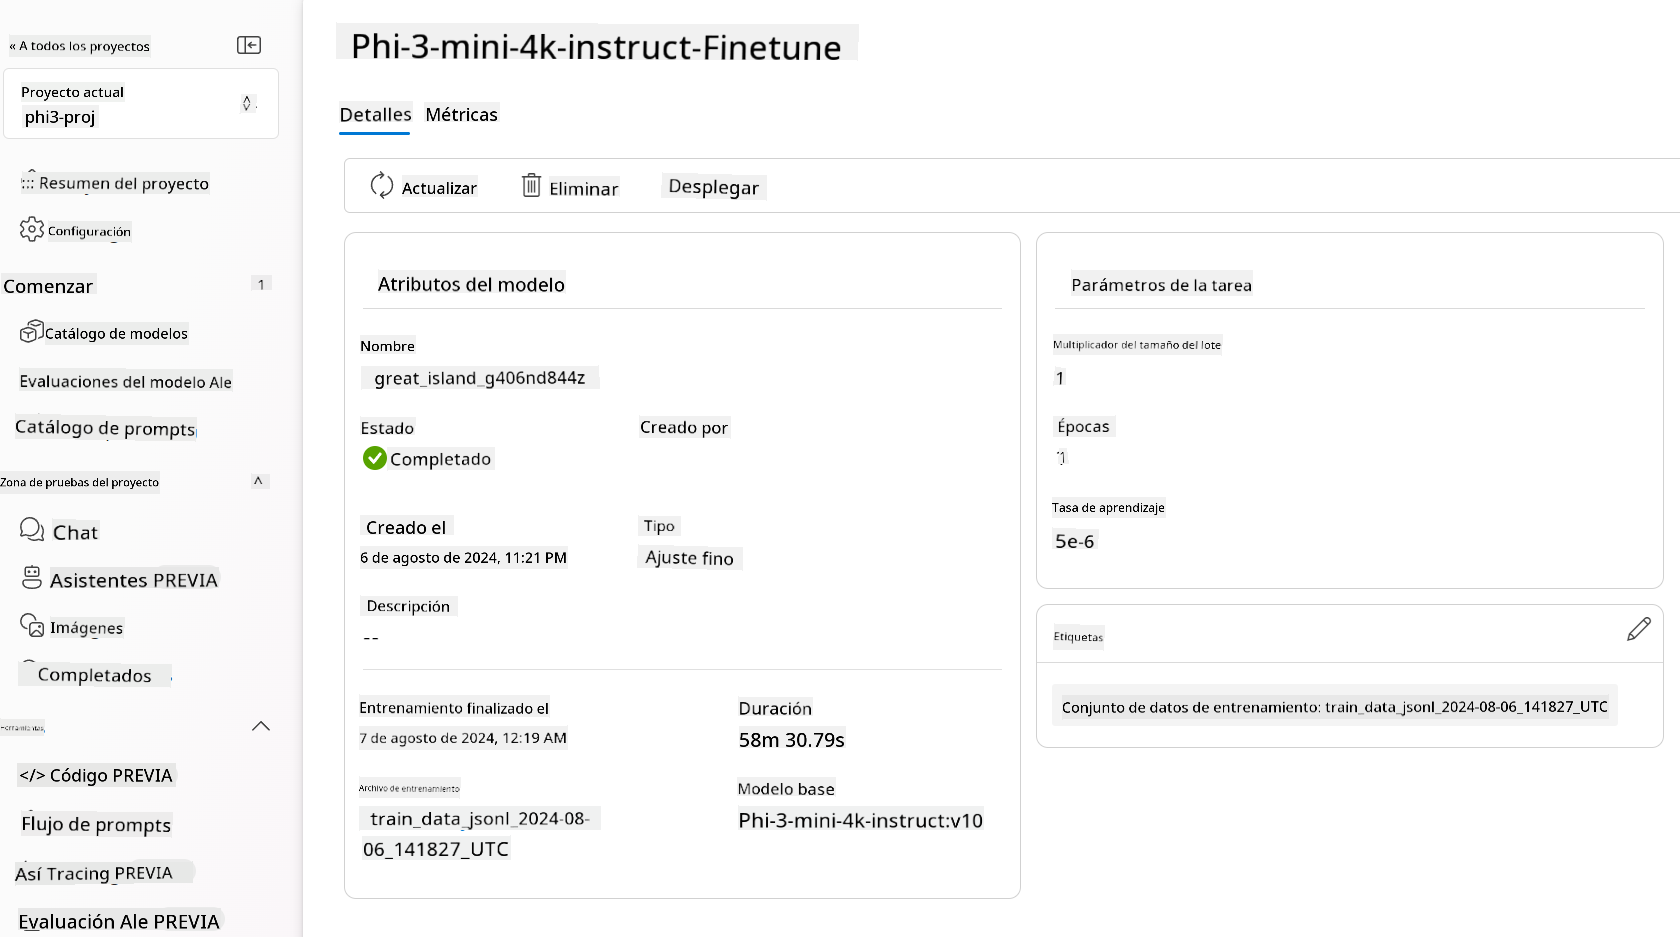 « A todos los proyectos
Proyecto actual
phi3-proj
Resumen del proyecto
Configuración
Comenzar 1
Catálogo de modelos
Evaluaciones del modelo Ale
Catálogo de prompts
Zona de pruebas del proyecto ^
Chat
Asistentes PREVIA
Imágenes
Completados
Herramientas
</> Código PREVIA
Flujo de prompts
Así Tracing PREVIA
Evaluación Ale PREVIA
Phi-3-mini-4k-instruct-Finetune
Detalles Métricas
Actualizar Eliminar Desplegar
Atributos del modelo
Nombre
great_island_g406nd844z
Estado Creado por
Completado
Creado el Tipo
6 de agosto de 2024, 11:21 PM Ajuste fino
Descripción
--
Entrenamiento finalizado el Duración
7 de agosto de 2024, 12:19 AM 58m 30.79s
Archivo de entrenamiento Modelo base
train_data_jsonl_2024-08- Phi-3-mini-4k-instruct:v10
06_141827_UTC
Parámetros de la tarea
Multiplicador del tamaño del lote
1
Épocas
1
Tasa de aprendizaje
5e-6
Etiquetas
Conjunto de datos de entrenamiento: train_data_jsonl_2024-08-06_141827_UTC